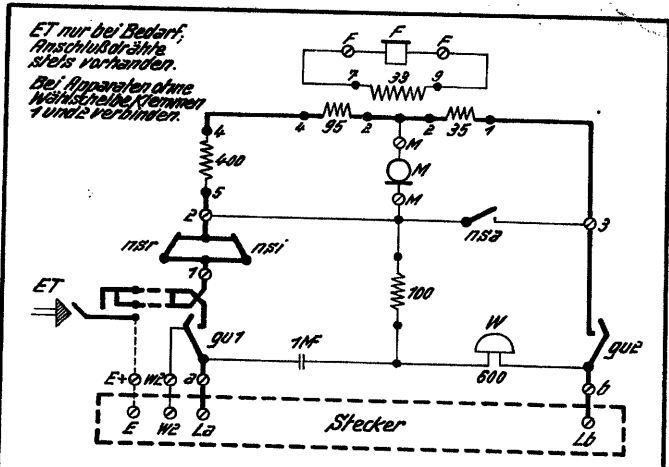 ET nur bei Bedarf,
Anschlußdrähte
stets vorhanden.
Bei Apparaten ohne
Wählscheibe Klemmen
1 und 2 verbinden.
F F F
7 39 9
4 4 95 2 2 35 1
400
M
M
M
5
2
nsa
3
nsr nsi
1
100
ET
gu1
1MF
W
gu2
600
E+ W2 a b
Stecker
E W2 La Lb